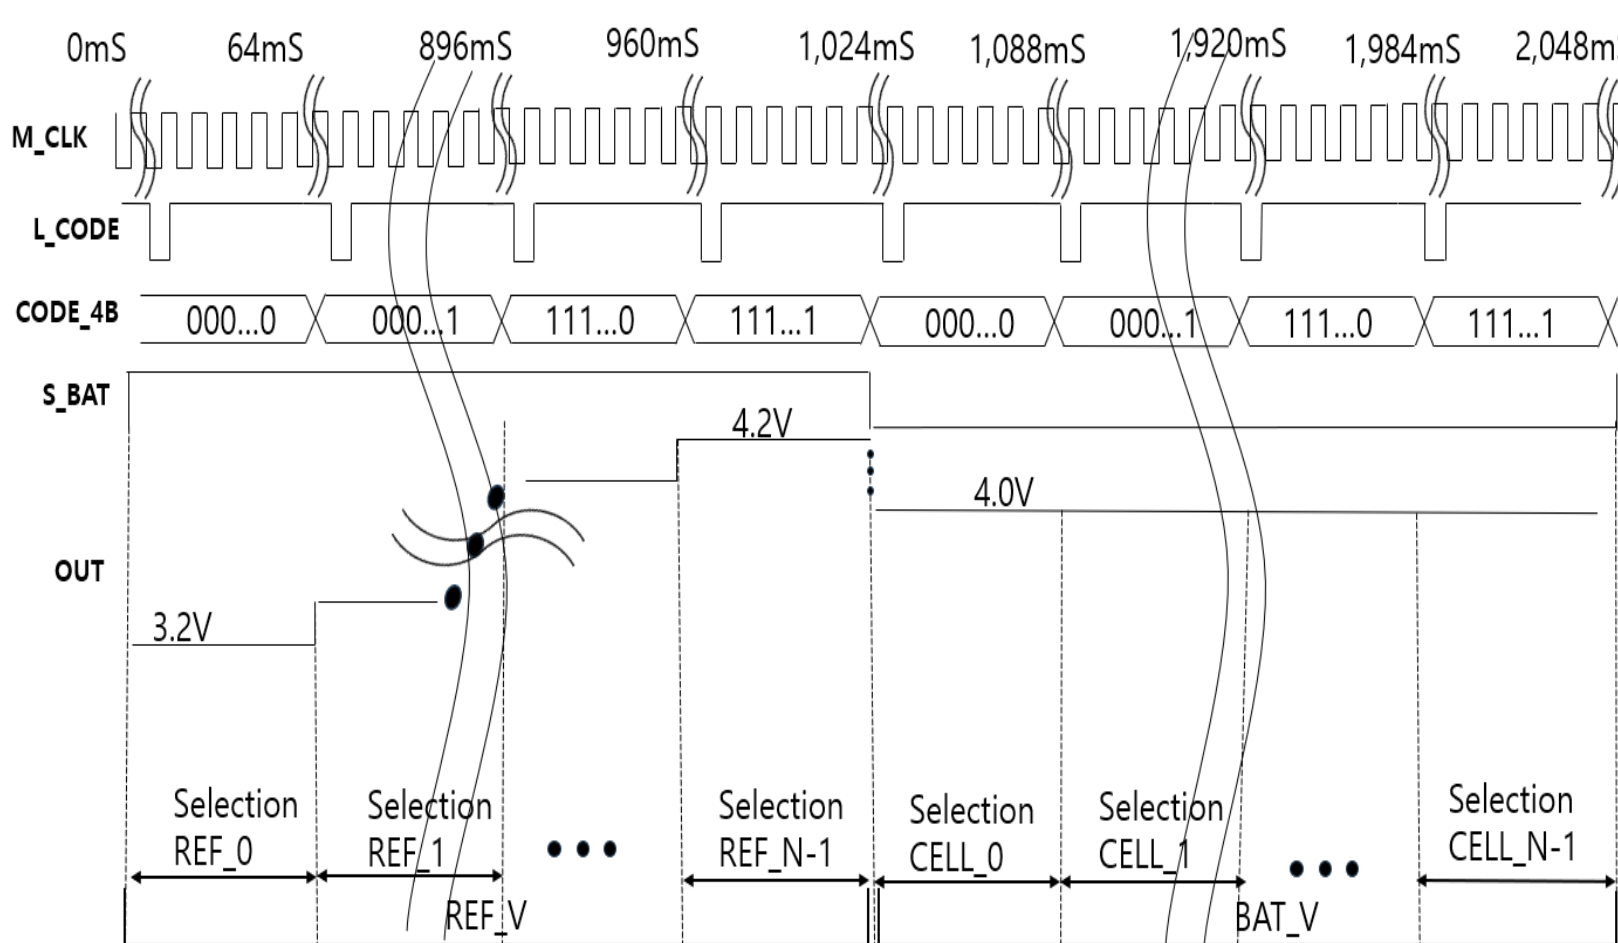 0mS 64mS 896mS 960mS 1,024mS 1,088mS 1,920mS 1,984mS
M_CLK
L_CODE
CODE_4B 000...0 000...1 111...0 111...1 000...0 000...1 111...0 111...1
S_BAT
4.2V
4.0V
OUT
3.2V
Selection Selection Selection Selection Selection Selection
REF_0 REF_1 REF_N-1 CELL_0 CELL_1 CELL_N-1
REF_V BAT_V